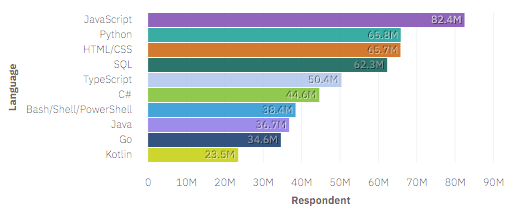 Language
JavaScript 82.4M
Python 65.8M
HTML/CSS 65.7M
SQL 62.3M
TypeScript 50.4M
C# 44.6M
Bash/Shell/PowerShell 38.4M
Java 36.7M
Go 34.6M
Kotlin 23.5M
0 10M 20M 30M 40M 50M 60M 70M 80M 90M
Respondent